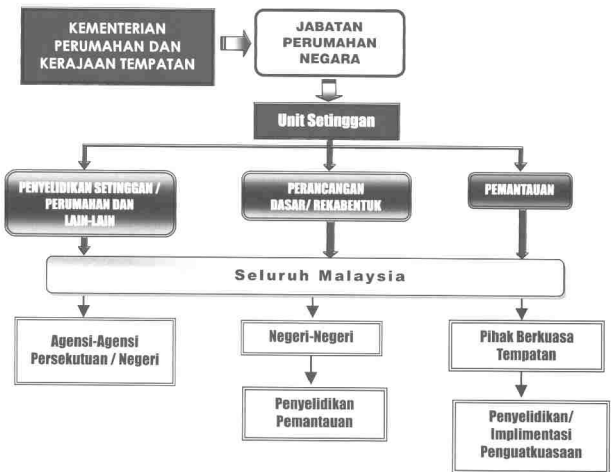 KEMENTERIAN
PERUMAHAN DAN
KERAJAAN TEMPATAN
JABATAN
PERUMAHAN
NEGARA
Unit Setinggan
PENYELIDIKAN SETINGGAN /
PERUMAHAN DAN
LAIN-LAIN
PERANCANGAN
DASAR/ REKABENTUK
PEMANTAUAN
Seluruh Malaysia
Agensi-Agensi
Persekutuan / Negeri
Negeri-Negeri
Pihak Berkuasa
Tempatan
Penyelidikan
Pemantauan
Penyelidikan/
Implimentasi
Penguatkuasaan